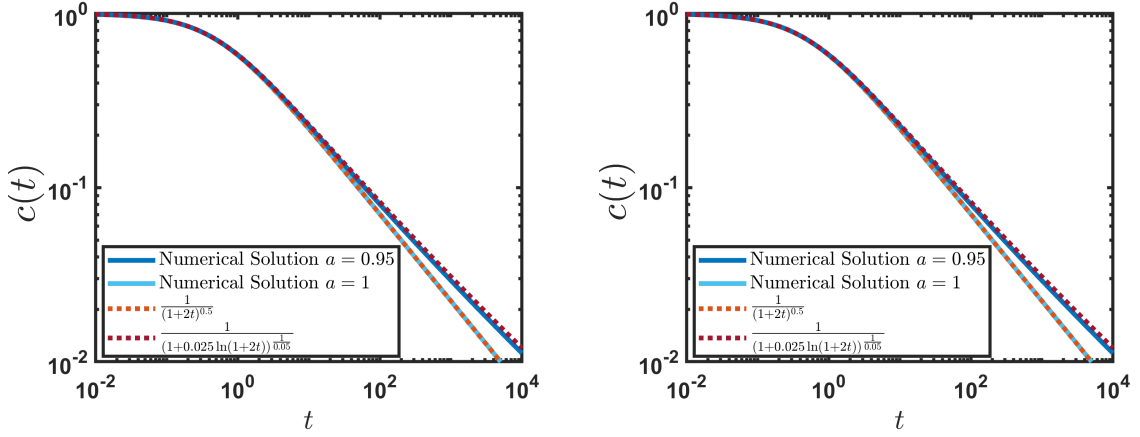 10^0
10^-1
10^-2
c(t)
Numerical Solution a = 0.95
Numerical Solution a = 1
1/(1+2t)^0.5
1/(1+0.025 ln(1+2t))^(1/0.05)
10^-2 10^0 10^2 10^4
t
10^0
10^-1
10^-2
c(t)
Numerical Solution a = 0.95
Numerical Solution a = 1
1/(1+2t)^0.5
1/(1+0.025 ln(1+2t))^(1/0.05)
10^-2 10^0 10^2 10^4
t